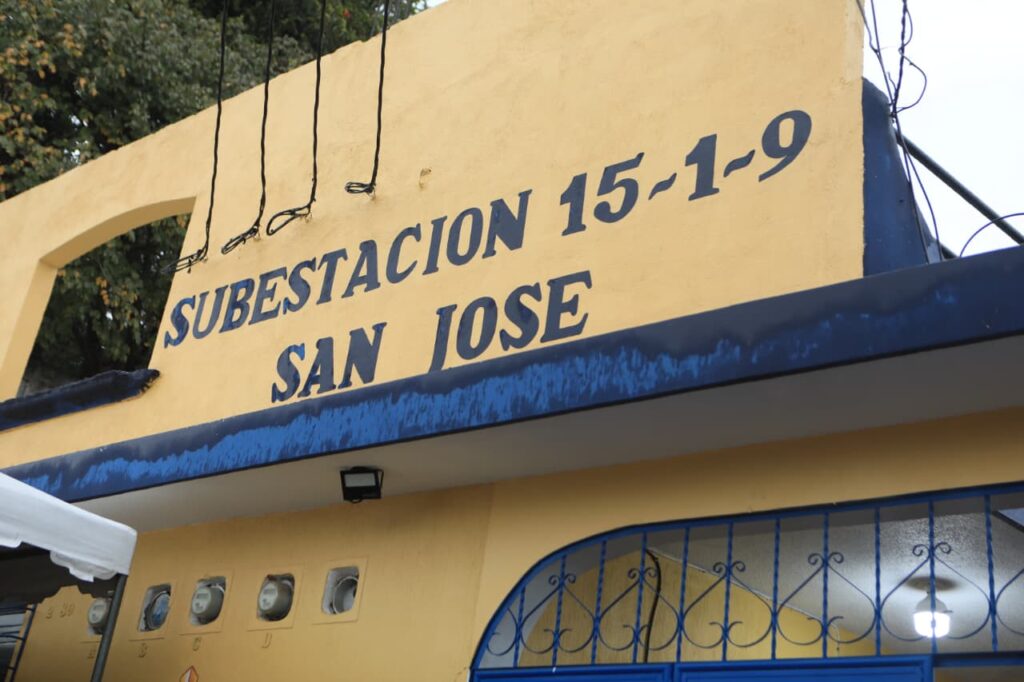 SUBESTACION 15-1-9
SAN JOSE
A B C D